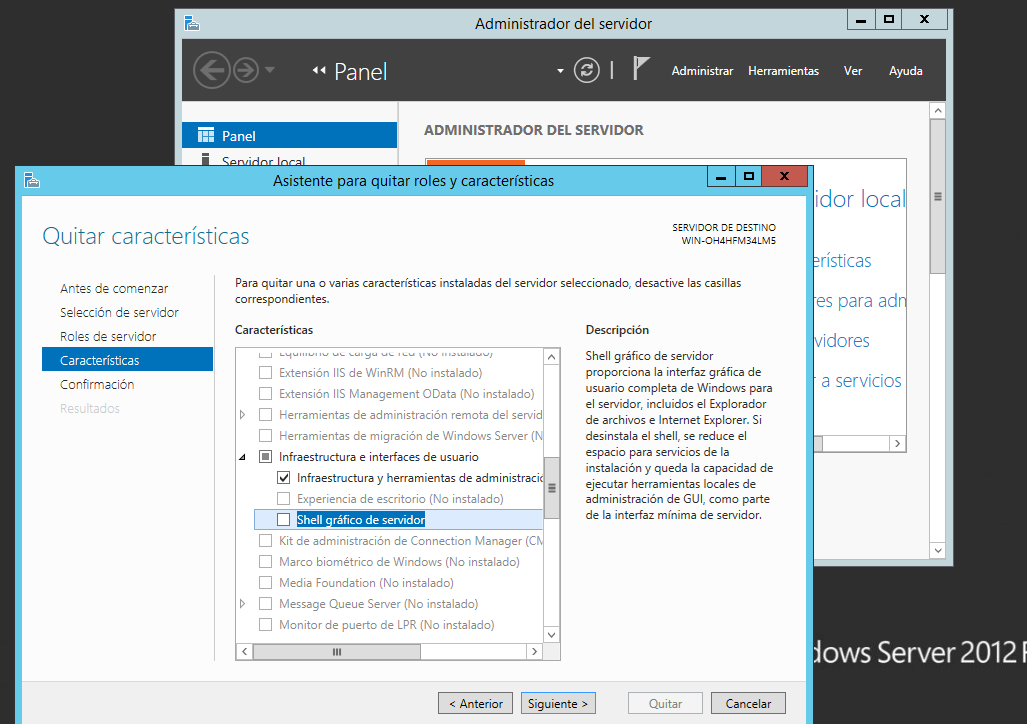 Administrador del servidor
Panel
Administrar Herramientas Ver Ayuda
Panel
Servidor local
ADMINISTRADOR DEL SERVIDOR
idor local
erísticas
res para adm
vidores
r a servicios
Asistente para quitar roles y características
Quitar características
SERVIDOR DE DESTINO
WIN-OH4HFM34LM5
Antes de comenzar
Selección de servidor
Roles de servidor
Características
Confirmación
Resultados
Para quitar una o varias características instaladas del servidor seleccionado, desactive las casillas
correspondientes.
Características
Equilibrio de carga de red (No instalado)
Extensión IIS de WinRM (No instalado)
Extensión IIS Management OData (No instalado)
Herramientas de administración remota del servid
Herramientas de migración de Windows Server (N
Infraestructura e interfaces de usuario
Infraestructura y herramientas de administració
Experiencia de escritorio (No instalado)
Shell gráfico de servidor
Kit de administración de Connection Manager (CM
Marco biométrico de Windows (No instalado)
Media Foundation (No instalado)
Message Queue Server (No instalado)
Monitor de puerto de LPR (No instalado)
Descripción
Shell gráfico de servidor
proporciona la interfaz gráfica de
usuario completa de Windows para
el servidor, incluidos el Explorador
de archivos e Internet Explorer. Si
desinstala el shell, se reduce el
espacio para servicios de la
instalación y queda la capacidad de
ejecutar herramientas locales de
administración de GUI, como parte
de la interfaz mínima de servidor.
< Anterior Siguiente > Quitar Cancelar
dows Server 2012 R